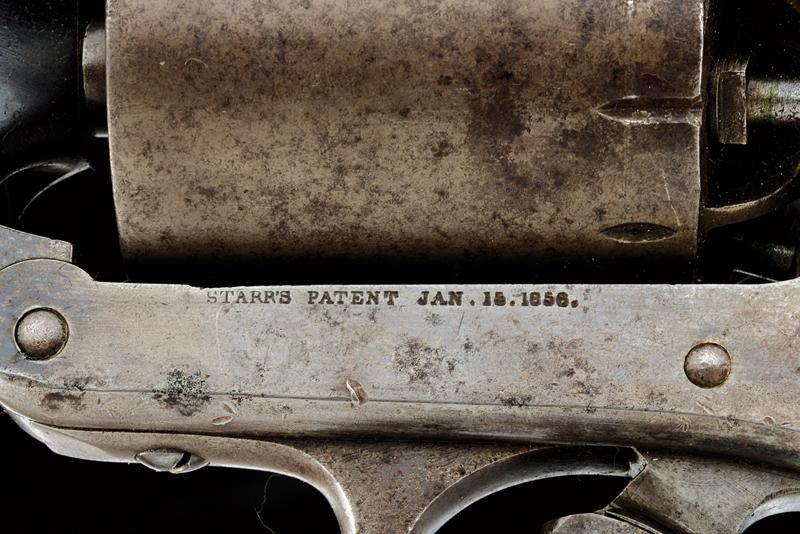 STARR'S PATENT JAN. 15. 1856.